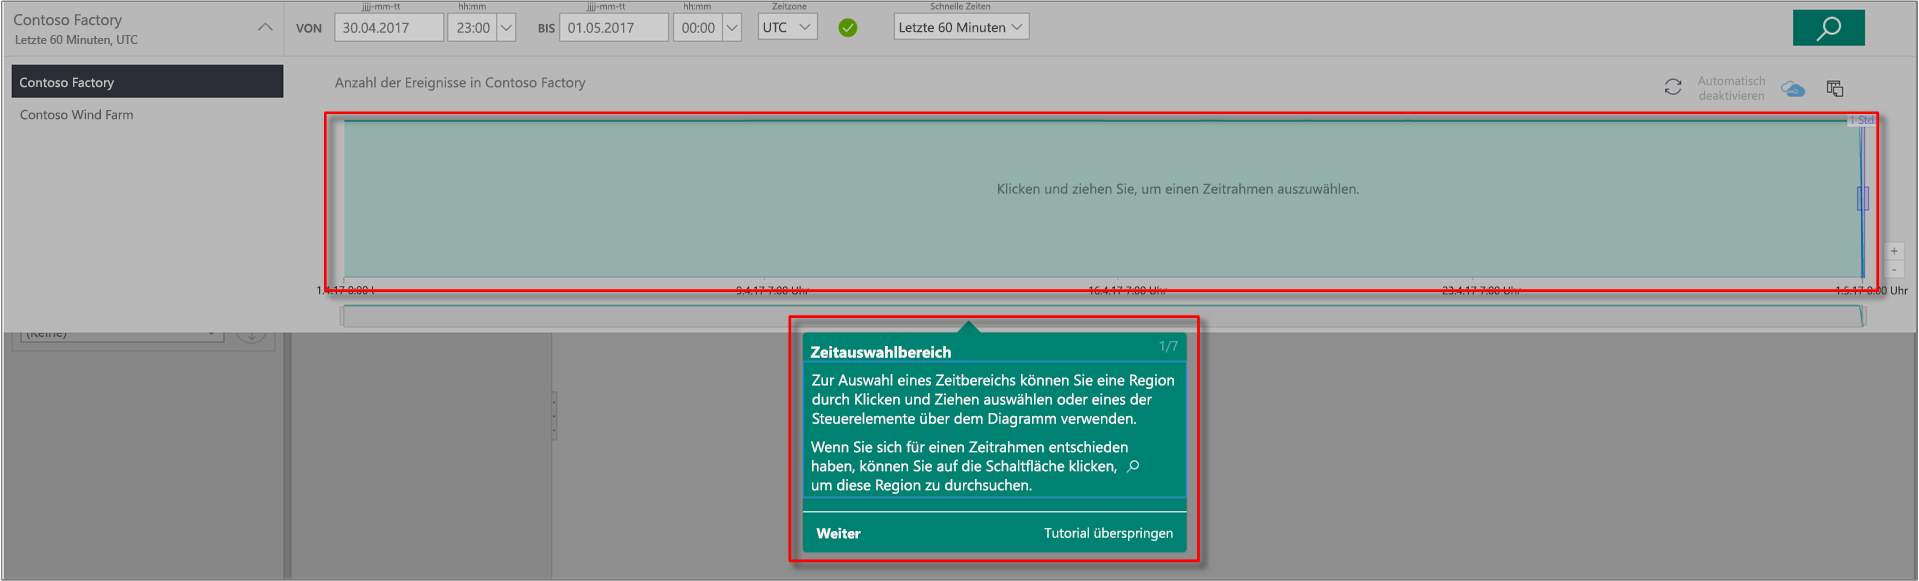 Contoso Factory
Letzte 60 Minuten, UTC
VON
jjjj-mm-tt
30.04.2017
hh:mm
23:00
BIS
jjjj-mm-tt
01.05.2017
hh:mm
00:00
Zeitzone
UTC
Schnelle Zeiten
Letzte 60 Minuten
Contoso Factory
Contoso Wind Farm
Anzahl der Ereignisse in Contoso Factory
Automatisch
deaktivieren
1 Std.
Klicken und ziehen Sie, um einen Zeitrahmen auszuwählen.
+
-
1.4.17 0:00 U
9.4.17 7:00 Uhr
16.4.17 7:00 Uhr
23.4.17 7:00 Uhr
1.5.17 0:00 Uhr
(Keine)
Zeitauswahlbereich
1/7
Zur Auswahl eines Zeitbereichs können Sie eine Region
durch Klicken und Ziehen auswählen oder eines der
Steuerelemente über dem Diagramm verwenden.
Wenn Sie sich für einen Zeitrahmen entschieden
haben, können Sie auf die Schaltfläche klicken,
um diese Region zu durchsuchen.
Weiter
Tutorial überspringen